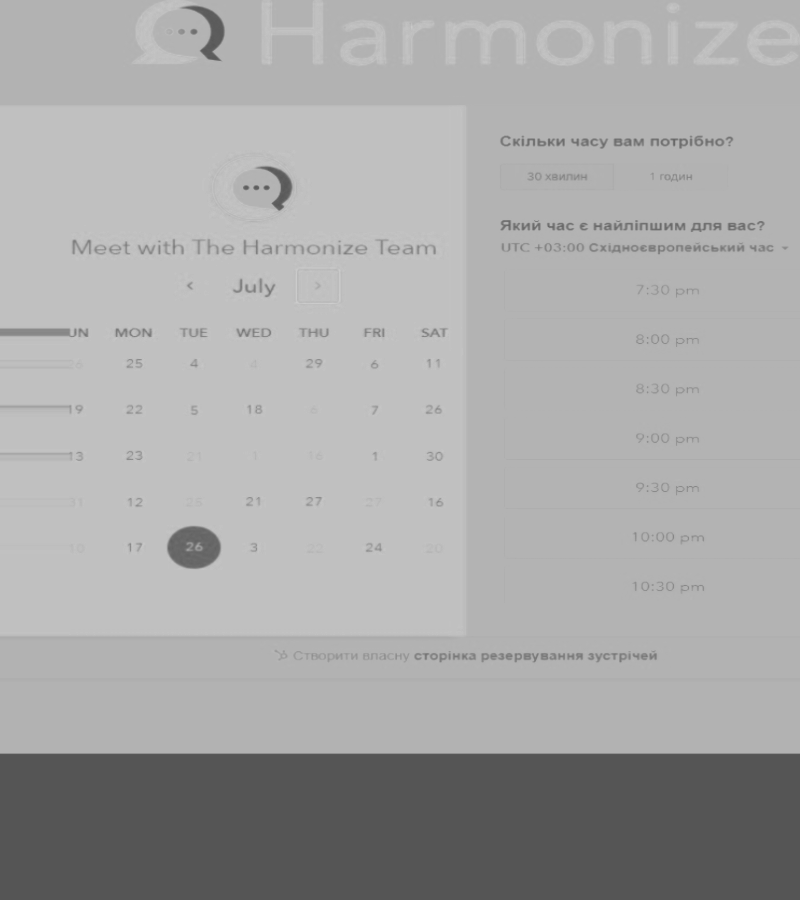 Harmonize
Meet with The Harmonize Team
July
UN MON TUE WED THU FRI SAT
26 25 4 4 29 6 11
19 22 5 18 6 7 26
13 23 21 1 16 1 30
31 12 25 21 27 27 16
10 17 26 3 22 24 20
Скільки часу вам потрібно?
30 хвилин 1 годин
Який час є найліпшим для вас?
UTC +03:00 Східноєвропейський час
7:30 pm
8:00 pm
8:30 pm
9:00 pm
9:30 pm
10:00 pm
10:30 pm
Створити власну сторінка резервування зустрічей